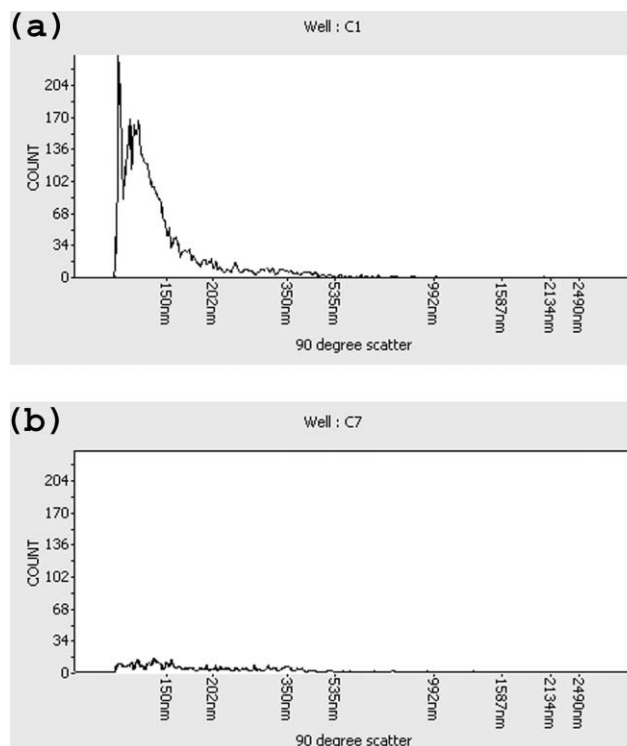 (a)
Well : C1
COUNT
204
170
136
102
68
34
0
150nm
202nm
350nm
535nm
992nm
1587nm
2134nm
2490nm
90 degree scatter
(b)
Well : C7
COUNT
204
170
136
102
68
34
0
150nm
202nm
350nm
535nm
992nm
1587nm
2134nm
2490nm
90 degree scatter